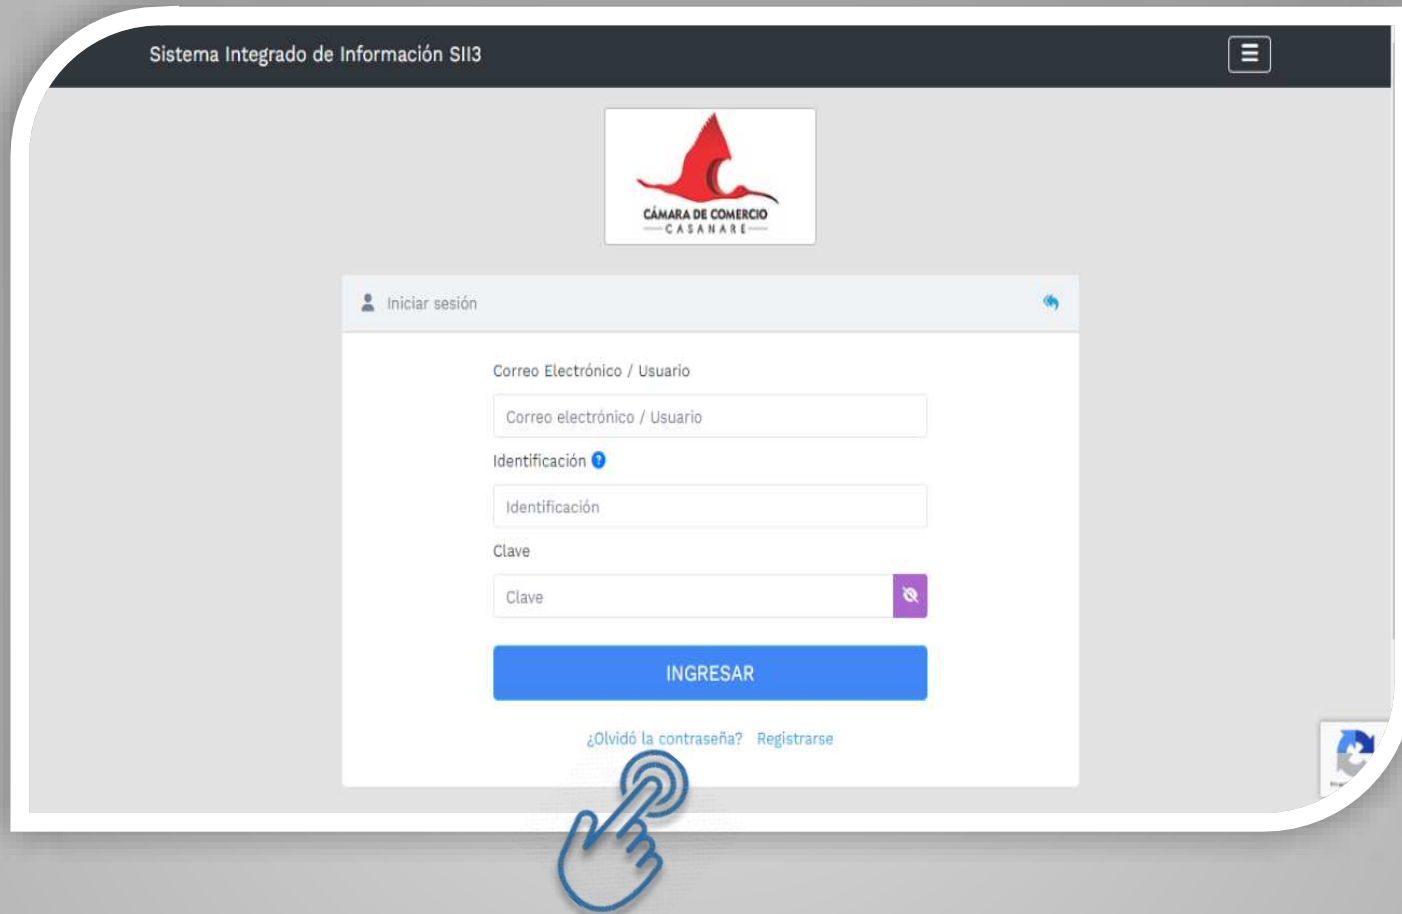 Sistema Integrado de Información SII3
CÁMARA DE COMERCIO
CASANARE
Iniciar sesión
Correo Electrónico / Usuario
Correo electrónico / Usuario
Identificación ?
Identificación
Clave
Clave
INGRESAR
¿Olvidó la contraseña? Registrarse